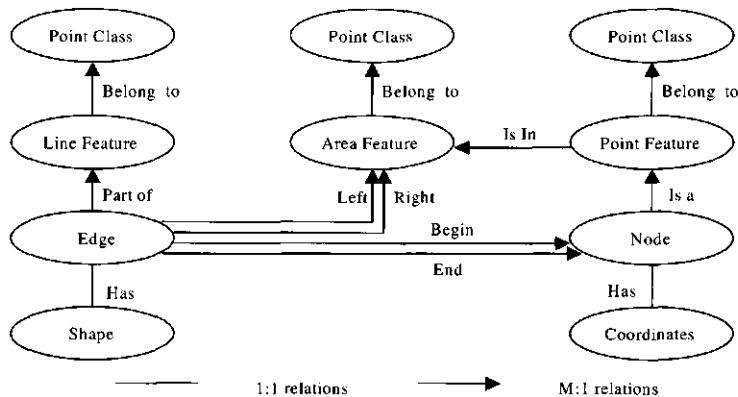 Point Class Point Class Point Class
Belong to Belong to Belong to
Line Feature Area Feature Is In Point Feature
Part of Left Right Is a
Edge Begin Node
End
Has Has
Shape Coordinates
1:1 relations M:1 relations